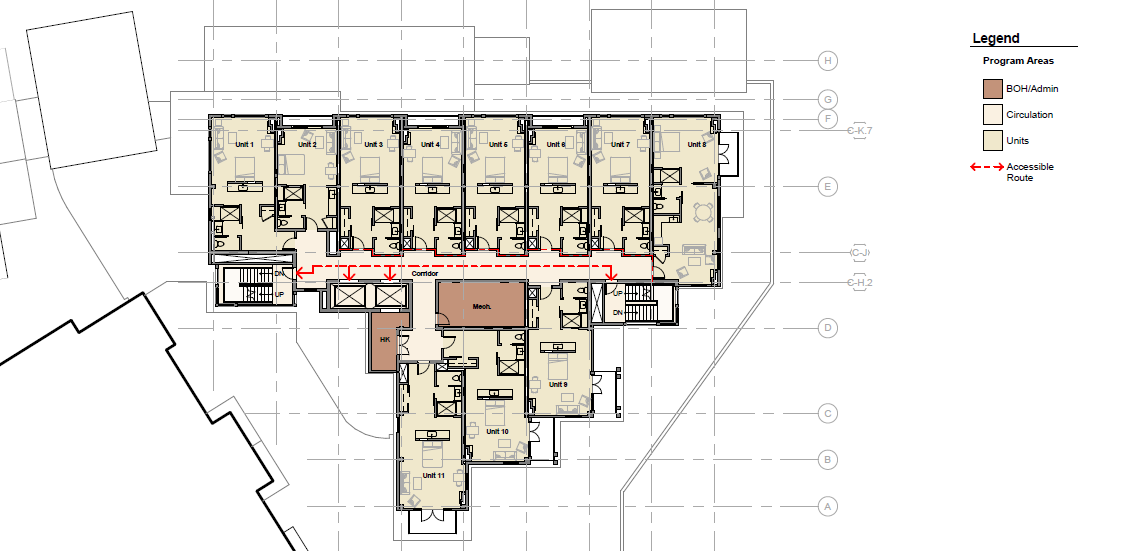 Legend
Program Areas
BOH/Admin
Circulation
Units
Accessible
Route
H
G
F
C-K.7
E
(C-J)
C-H.2
D
C
B
A
Unit 1
Unit 2
Unit 3
Unit 4
Unit 5
Unit 6
Unit 7
Unit 8
DN
UP
Corridor
Mech.
UP
DN
HK
Unit 9
Unit 10
Unit 11